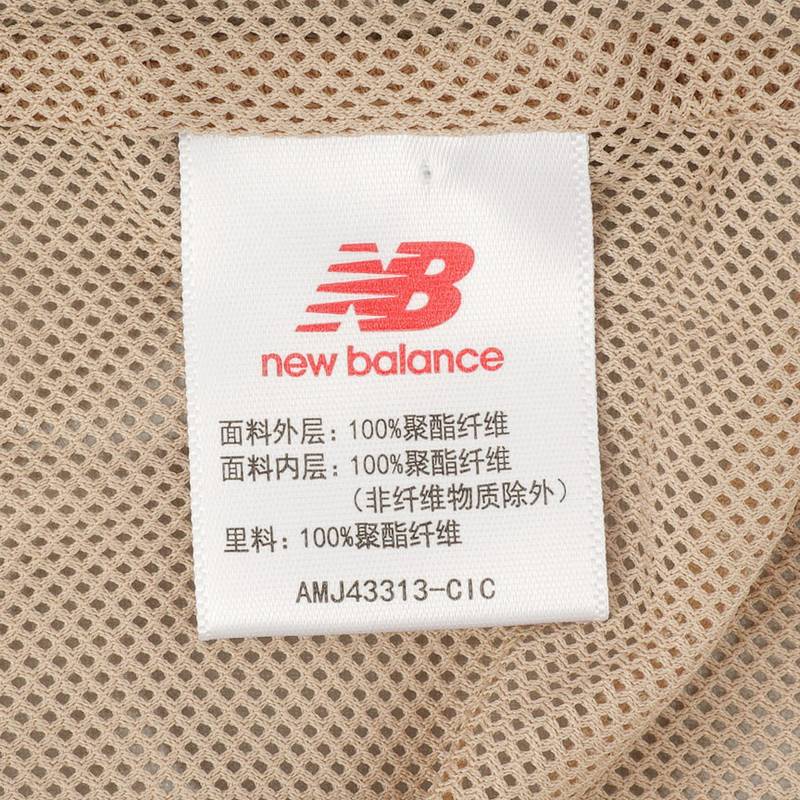 NB
new balance
面料外层：100%聚酯纤维
面料内层：100%聚酯纤维
（非纤维物质除外）
里料：100%聚酯纤维
AMJ43313-CIC